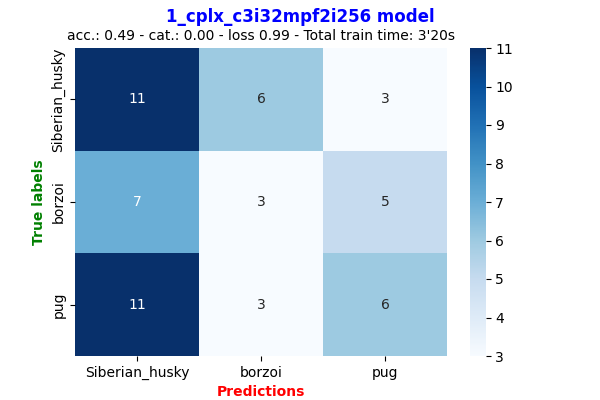 1_cplx_c3i32mpf2i256 model
acc.: 0.49 - cat.: 0.00 - loss 0.99 - Total train time: 3'20s
True labels
Siberian_husky
11 6 3
borzoi
7 3 5
pug
11 3 6
Siberian_husky borzoi pug
Predictions
11
10
9
8
7
6
5
4
3